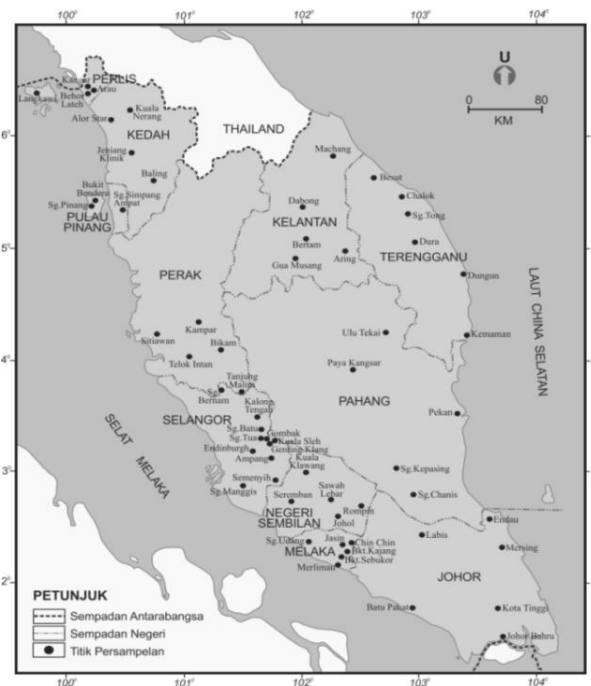 100° 101° 102° 103° 104°
U
0 80
KM
6°
5°
4°
3°
2°
Kangar
PERLIS
Arau
Behor
Lateh
Langkawi
Kuala
Nerang
Alor Star
KEDAH
THAILAND
Jeniang
Klinik
Baling
Bukit
Bendera
Sg.Simpang
Ampat
Sg.Pinang
PULAU
PINANG
Machang
Besut
Chalok
Sg.Tong
Dabong
KELANTAN
Bertam
Gua Musang
Aring
Dura
TERENGGANU
Dungun
Kemaman
LAUT CHINA SELATAN
PERAK
Kampar
Sitiawan
Bikam
Telok Intan
Tanjung
Malim
Sg.
Bernam
Ulu Tekai
Paya Kangsar
PAHANG
Pekan
Sg.Kepasing
Sg.Chanis
SELANGOR
Kalong
Tengah
Sg.Batu
Sg.Tua
Gombak
Kuala Sleh
Genting Klang
Endinburgh
Ampang
Kuala
Klawang
Semenyih
Sg.Manggis
SELAT MELAKA
Seremban
Sawah
Lebar
NEGERI
SEMBILAN
Rompin
Johol
Sg.Udang
MELAKA
Jasin
Chin Chin
Bkt.Kajang
Bkt.Sebukor
Merlimau
Endau
Labis
Mersing
JOHOR
Batu Pahat
Kota Tinggi
Johor Bahru
PETUNJUK
Sempadan Antarabangsa
Sempadan Negeri
Titik Persampelan
100° 101° 102° 103° 104°